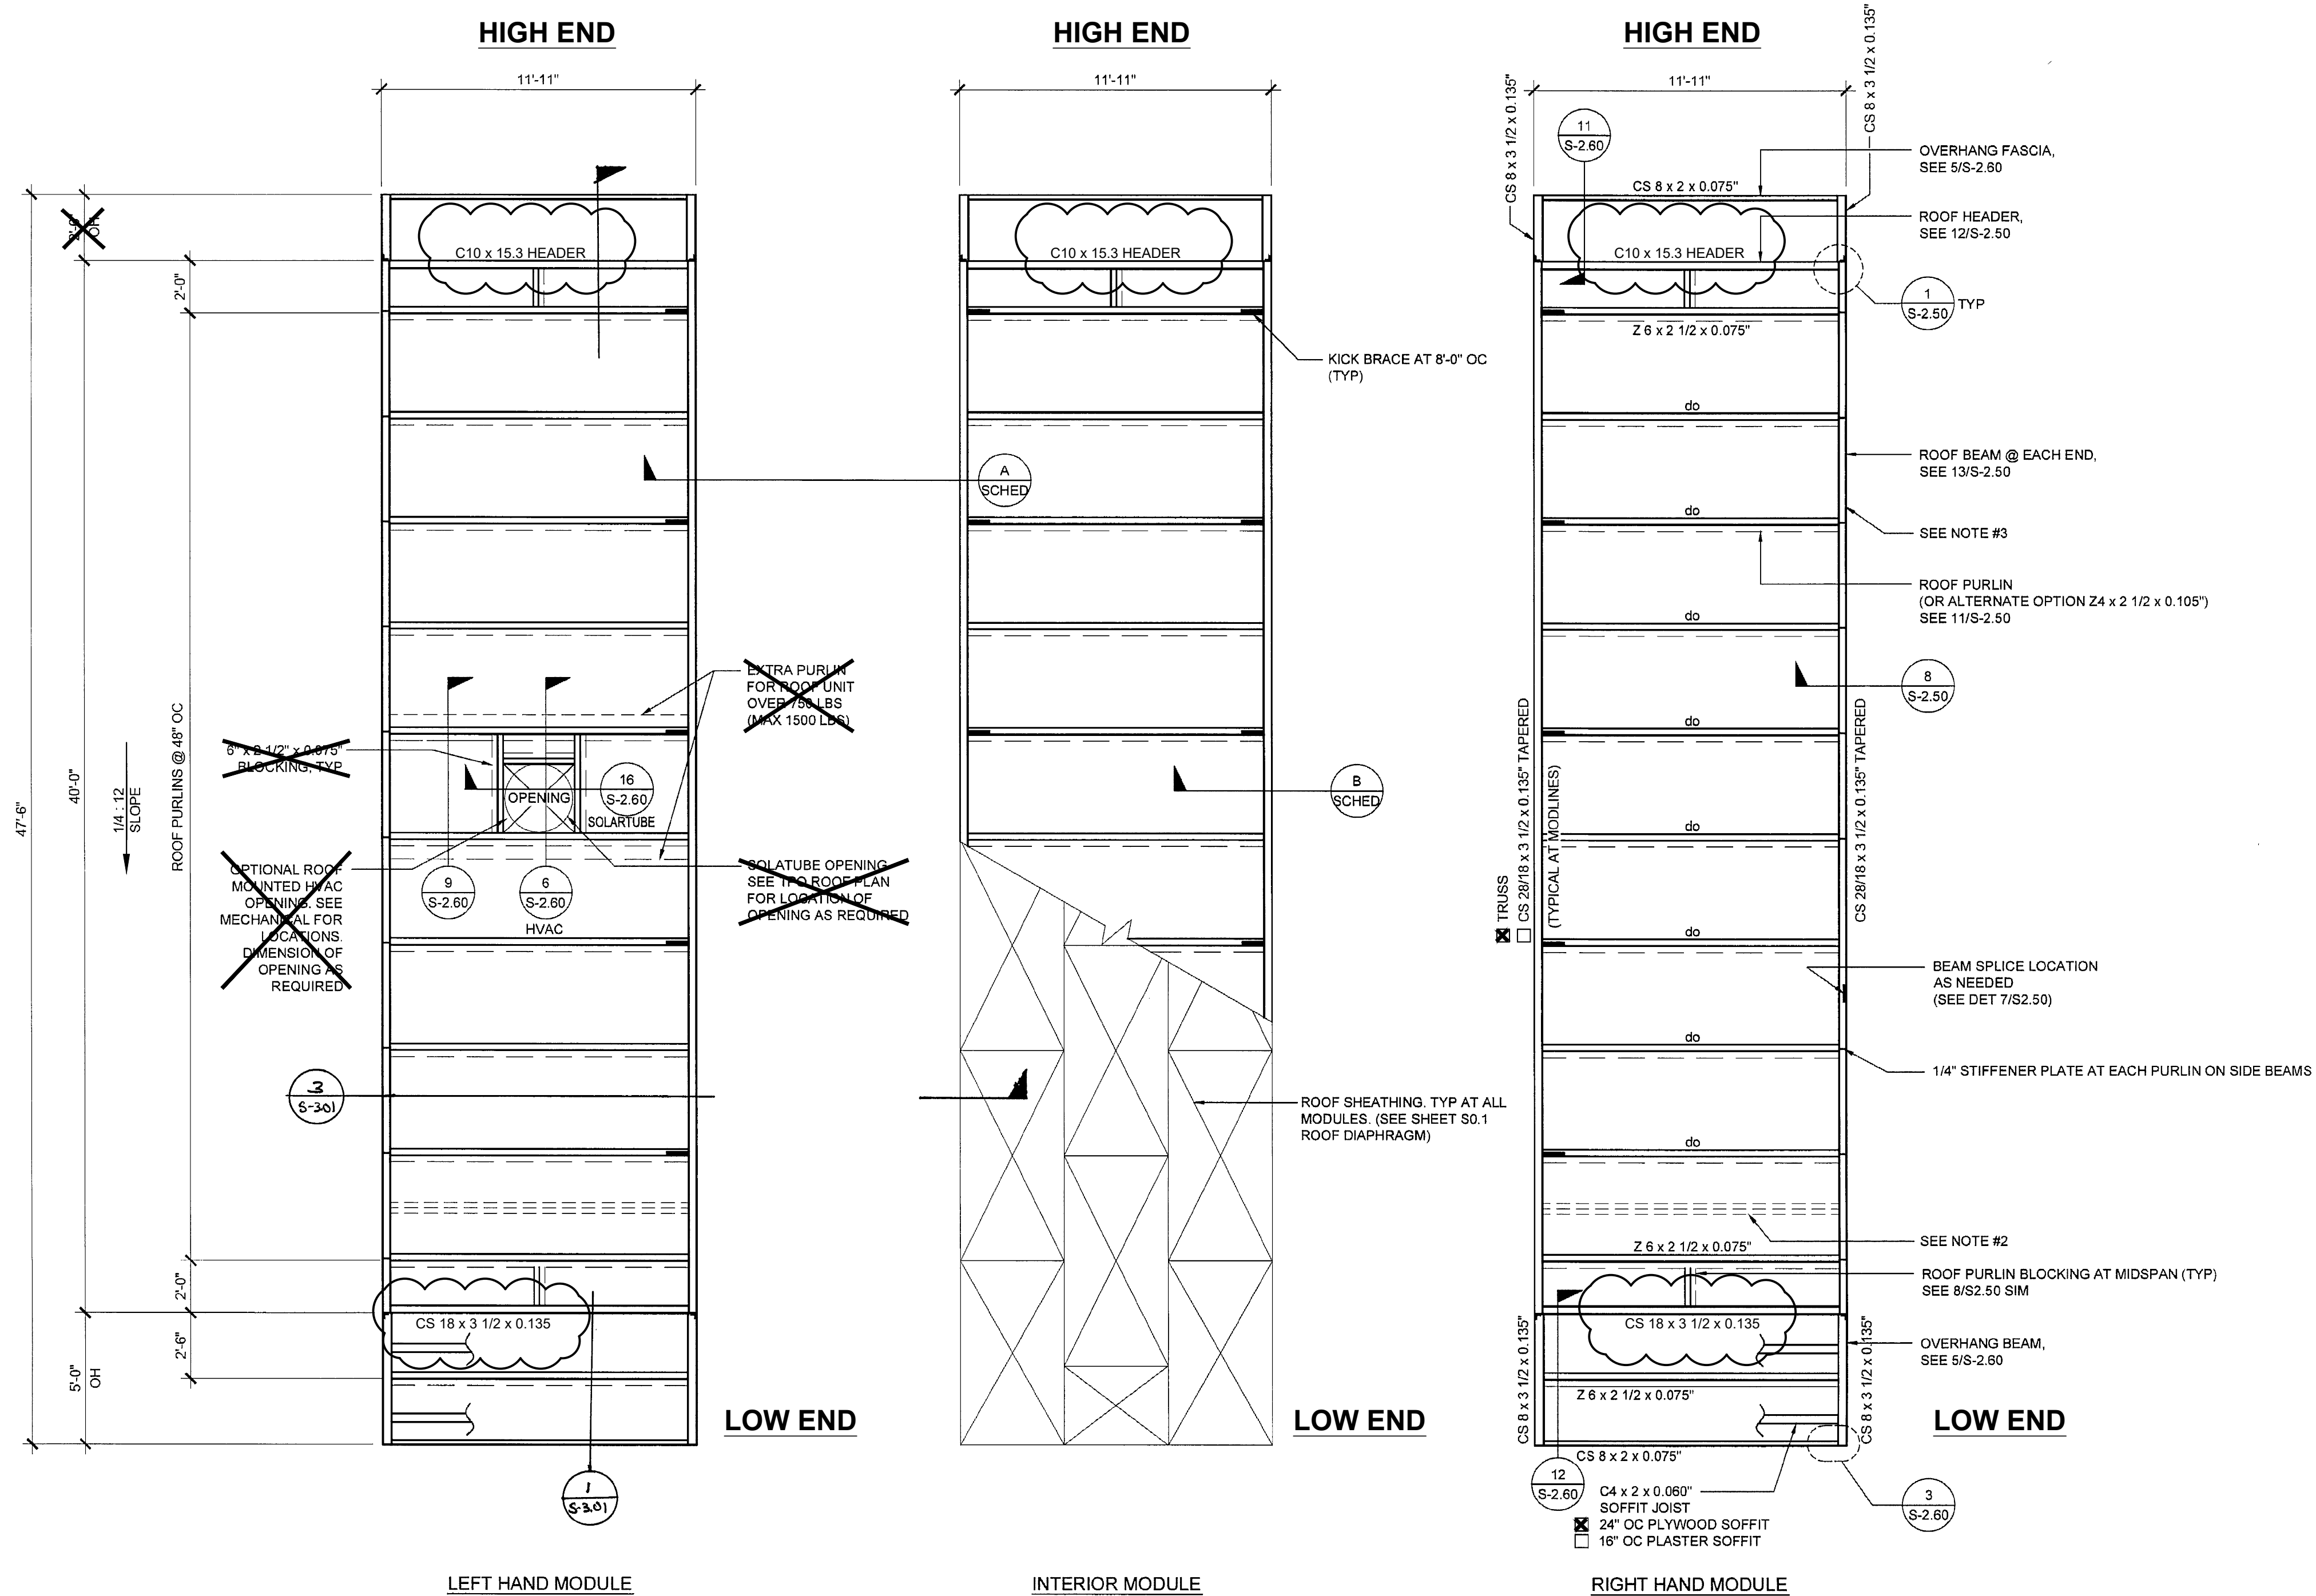 HIGH END
HIGH END
HIGH END
11'-11"
11'-11"
11'-11"
CS 8 x 3 1/2 x 0.135"
CS 8 x 3 1/2 x 0.135"
11
S-2.60
OVERHANG FASCIA,
SEE 5/S-2.60
CS 8 x 2 x 0.075"
ROOF HEADER,
SEE 12/S-2.50
OH
C10 x 15.3 HEADER
C10 x 15.3 HEADER
C10 x 15.3 HEADER
2'-0"
1
S-2.50
TYP
Z 6 x 2 1/2 x 0.075"
KICK BRACE AT 8'-0" OC
(TYP)
do
A
SCHED
ROOF BEAM @ EACH END,
SEE 13/S-2.50
do
SEE NOTE #3
ROOF PURLIN
(OR ALTERNATE OPTION Z4 x 2 1/2 x 0.105")
SEE 11/S-2.50
do
EXTRA PURLIN
FOR ROOF UNIT
OVER 750 LBS
(MAX 1500 LBS)
8
S-2.50
do
47'-6"
40'-0"
1/4 : 12
SLOPE
ROOF PURLINS @ 48" OC
6" x 2 1/2" x 0.075"
BLOCKING, TYP
OPENING
16
S-2.60
SOLARTUBE
B
SCHED
TRUSS
CS 28/18 x 3 1/2 x 0.135" TAPERED
(TYPICAL AT MODLINES)
CS 28/18 x 3 1/2 x 0.135" TAPERED
do
OPTIONAL ROOF
MOUNTED HVAC
OPENING. SEE
MECHANICAL FOR
LOCATIONS.
DIMENSION OF
OPENING AS
REQUIRED
9
S-2.60
6
S-2.60
HVAC
SOLATUBE OPENING
SEE TPO ROOF PLAN
FOR LOCATION OF
OPENING AS REQUIRED
do
BEAM SPLICE LOCATION
AS NEEDED
(SEE DET 7/S2.50)
do
1/4" STIFFENER PLATE AT EACH PURLIN ON SIDE BEAMS
3
S-3.01
ROOF SHEATHING. TYP AT ALL
MODULES. (SEE SHEET S0.1
ROOF DIAPHRAGM)
do
SEE NOTE #2
Z 6 x 2 1/2 x 0.075"
ROOF PURLIN BLOCKING AT MIDSPAN (TYP)
SEE 8/S2.50 SIM
2'-0"
CS 18 x 3 1/2 x 0.135
CS 18 x 3 1/2 x 0.135
2'-6"
5'-0"
OH
CS 8 x 3 1/2 x 0.135"
CS 8 x 3 1/2 x 0.135"
OVERHANG BEAM,
SEE 5/S-2.60
Z 6 x 2 1/2 x 0.075"
LOW END
LOW END
LOW END
CS 8 x 2 x 0.075"
1
S-3.01
12
S-2.60
C4 x 2 x 0.060"
SOFFIT JOIST
24" OC PLYWOOD SOFFIT
16" OC PLASTER SOFFIT
3
S-2.60
LEFT HAND MODULE
INTERIOR MODULE
RIGHT HAND MODULE